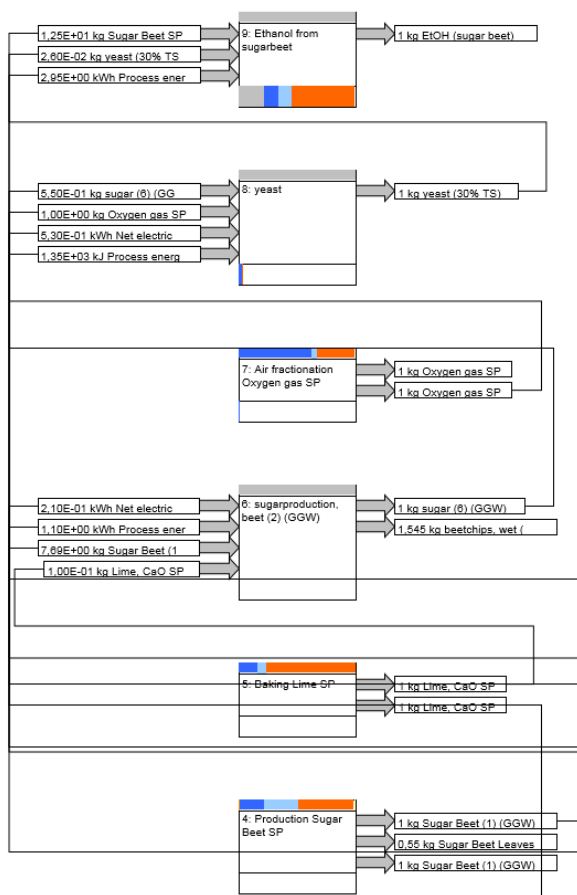 1,25E+01 kg Sugar Beet SP
9: Ethanol from
sugarbeet
1 kg EtOH (sugar beet)
2,60E-02 kg yeast (30% TS
2,95E+00 kWh Process ener
5,50E-01 kg sugar (6) (GG
8: yeast
1 kg yeast (30% TS)
1,00E+00 kg Oxygen gas SP
5,30E-01 kWh Net electric
1,35E+03 kJ Process energ
7: Air fractionation
Oxygen gas SP
1 kg Oxygen gas SP
1 kg Oxygen gas SP
2,10E-01 kWh Net electric
6: sugarproduction,
beet (2) (GGW)
1 kg sugar (6) (GGW)
1,10E+00 kWh Process ener
1,545 kg beetchips, wet (
7,69E+00 kg Sugar Beet (1
1,00E-01 kg Lime, CaO SP
5: Baking Lime SP
1 kg Lime, CaO SP
1 kg Lime, CaO SP
4: Production Sugar
Beet SP
1 kg Sugar Beet (1) (GGW)
0,55 kg Sugar Beet Leaves
1 kg Sugar Beet (1) (GGW)